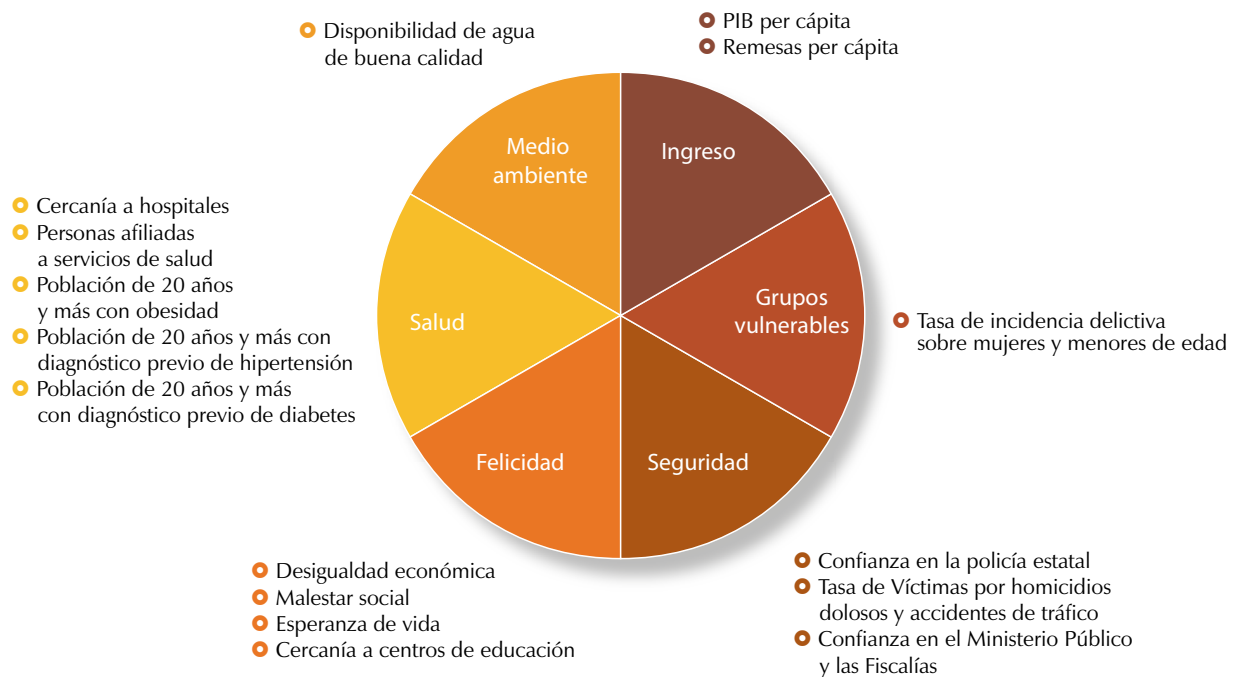 Disponibilidad de agua
de buena calidad
PIB per cápita
Remesas per cápita
Medio
ambiente
Ingreso
Cercanía a hospitales
Personas afiliadas
a servicios de salud
Población de 20 años
y más con obesidad
Población de 20 años y más con
diagnóstico previo de hipertensión
Población de 20 años y más
con diagnóstico previo de diabetes
Salud
Grupos
vulnerables
Tasa de incidencia delictiva
sobre mujeres y menores de edad
Felicidad
Seguridad
Desigualdad económica
Malestar social
Esperanza de vida
Cercanía a centros de educación
Confianza en la policía estatal
Tasa de Víctimas por homicidios
dolosos y accidentes de tráfico
Confianza en el Ministerio Público
y las Fiscalías